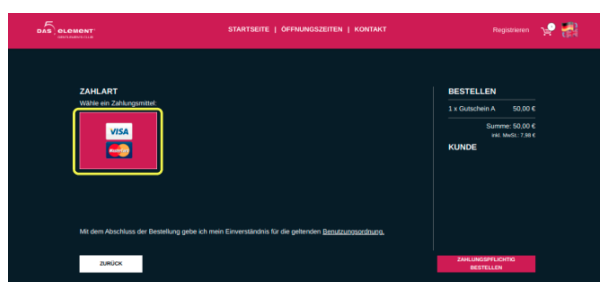 DAS 5 ELEMENT
STARTSEITE | ÖFFNUNGSZEITEN | KONTAKT
Registrieren
ZAHLART
Wähle ein Zahlungsmittel:
VISA
BESTELLEN
1 x Gutschein A 50,00 €
Summe: 50,00 €
inkl. MwSt.: 7,98 €
KUNDE
Mit dem Abschluss der Bestellung gebe ich mein Einverständnis für die geltenden Benutzungsordnung.
ZURÜCK
ZAHLUNGSPFLICHTIG
BESTELLEN